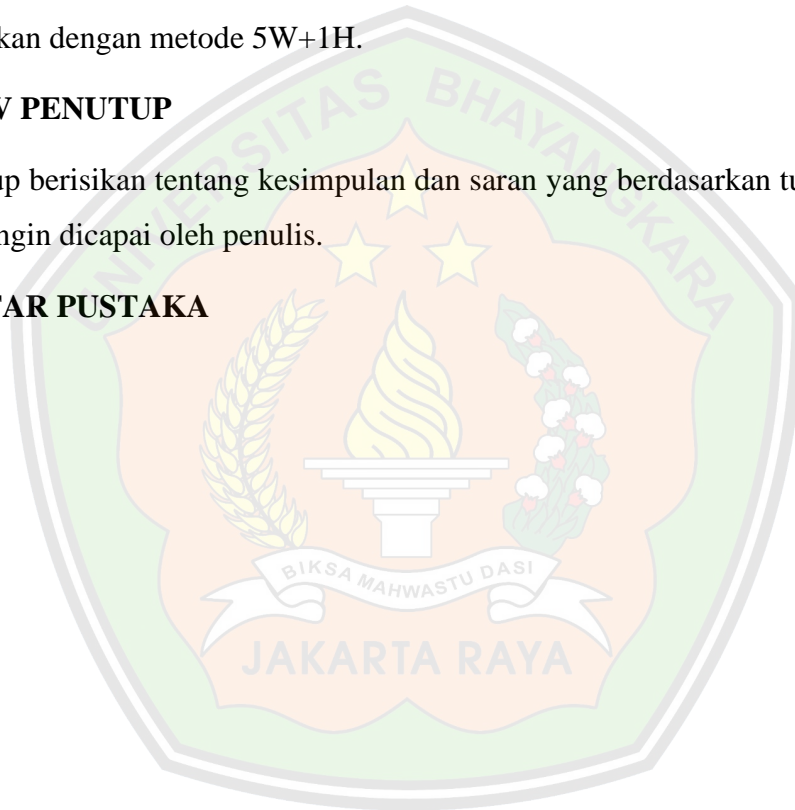 kan dengan metode 5W+1H.
V PENUTUP
up berisikan tentang kesimpulan dan saran yang berdasarkan tu
ngin dicapai oleh penulis.
TAR PUSTAKA
UNIVERSITAS BHAYANGKARA
BIKSA MAHWASTU DASI
JAKARTA RAYA